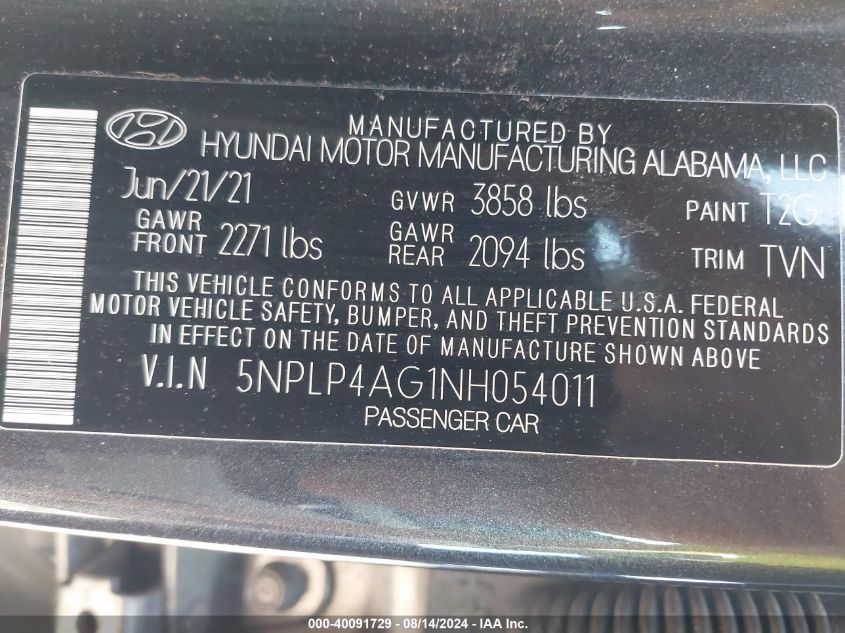 MANUFACTURED BY
HYUNDAI MOTOR MANUFACTURING ALABAMA, LLC
Jun/21/21 GVWR 3858 lbs PAINT T2G
GAWR FRONT 2271 lbs GAWR REAR 2094 lbs TRIM TVN
THIS VEHICLE CONFORMS TO ALL APPLICABLE U.S.A. FEDERAL
MOTOR VEHICLE SAFETY, BUMPER, AND THEFT PREVENTION STANDARDS
IN EFFECT ON THE DATE OF MANUFACTURE SHOWN ABOVE
V.I.N 5NPLP4AG1NH054011
PASSENGER CAR
000-40091729 - 08/14/2024 - IAA Inc.